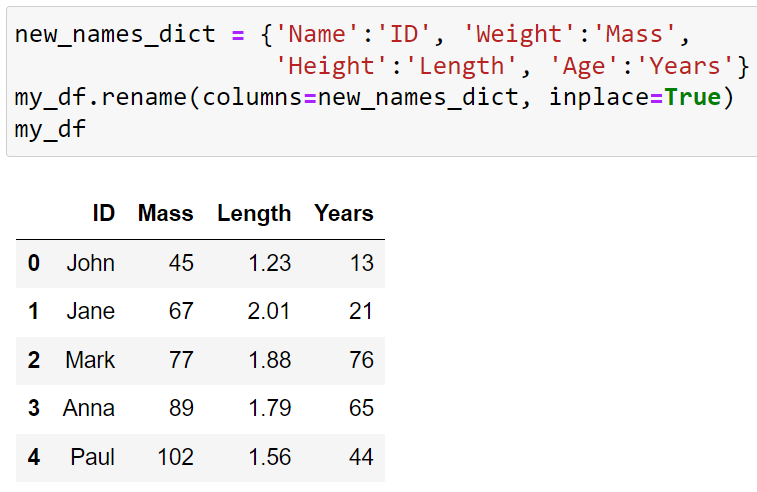 new_names_dict = {'Name':'ID', 'Weight':'Mass',
'Height':'Length', 'Age':'Years'}
my_df.rename(columns=new_names_dict, inplace=True)
my_df
ID Mass Length Years
0 John 45 1.23 13
1 Jane 67 2.01 21
2 Mark 77 1.88 76
3 Anna 89 1.79 65
4 Paul 102 1.56 44